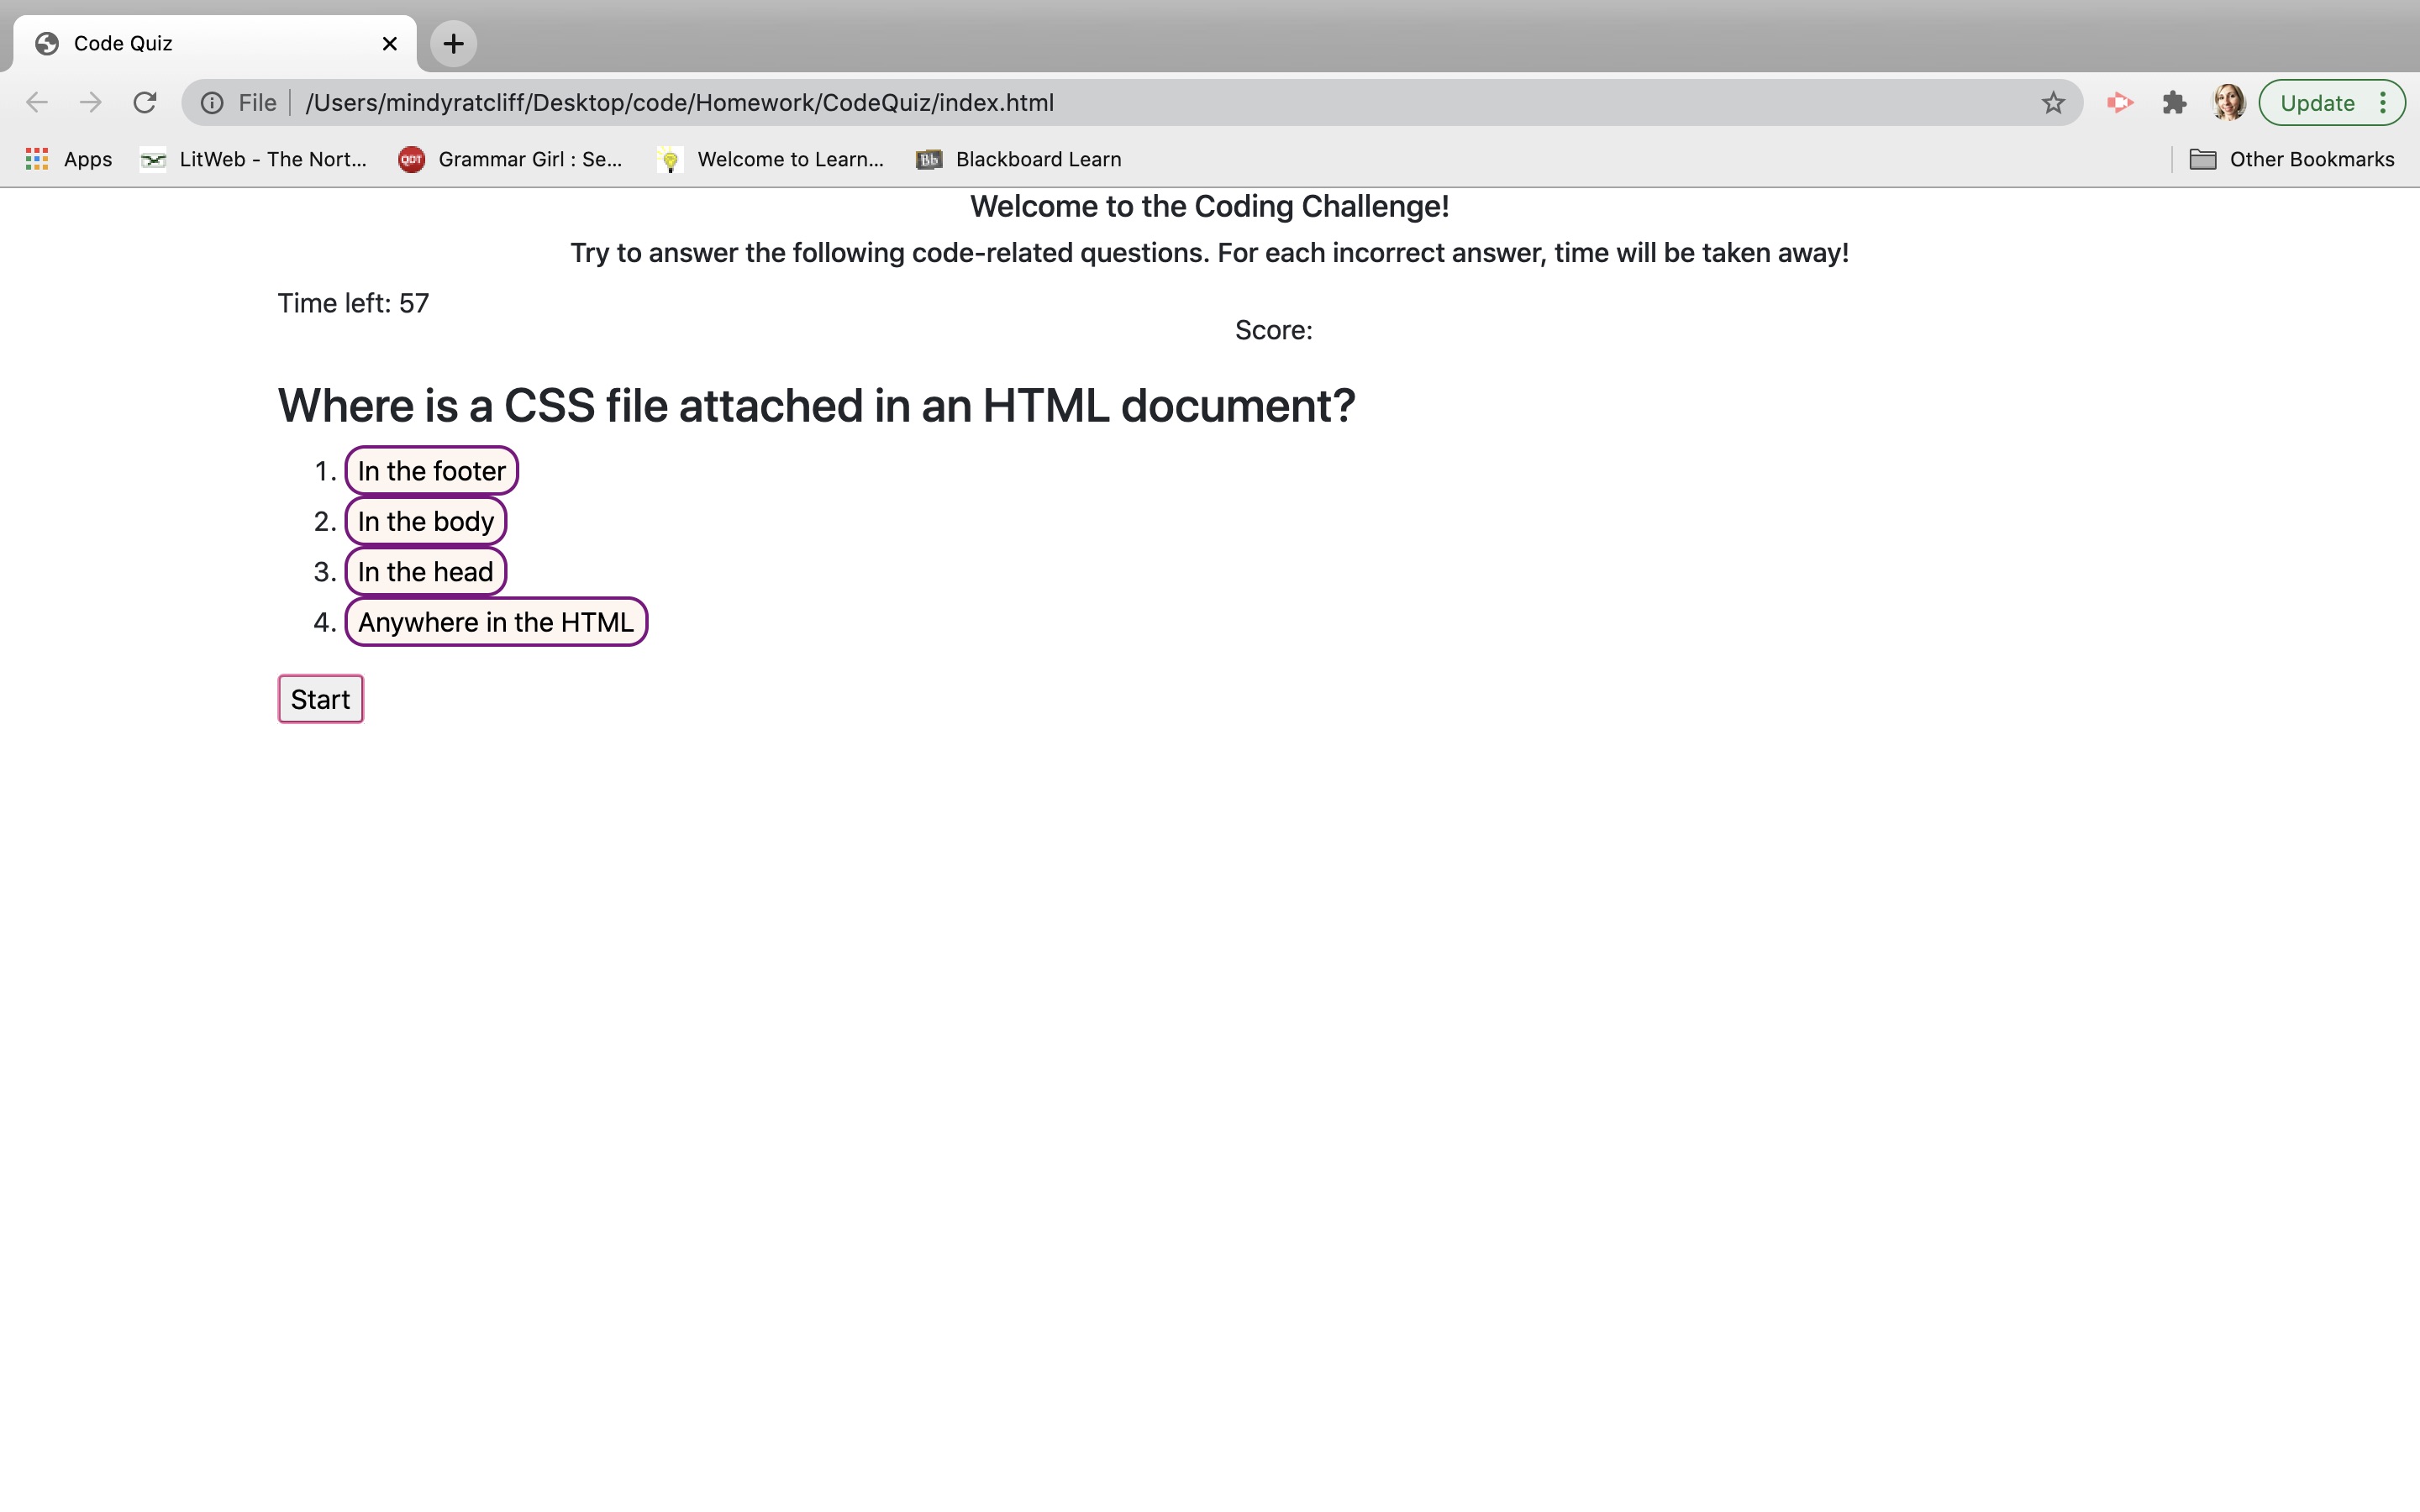 Code Quiz
File /Users/mindyratcliff/Desktop/code/Homework/CodeQuiz/index.html
Update
Apps LitWeb - The Nort... QDT Grammar Girl : Se... Welcome to Learn... Bb Blackboard Learn Other Bookmarks
Welcome to the Coding Challenge!
Try to answer the following code-related questions. For each incorrect answer, time will be taken away!
Time left: 57
Score:
Where is a CSS file attached in an HTML document?
1. In the footer
2. In the body
3. In the head
4. Anywhere in the HTML
Start